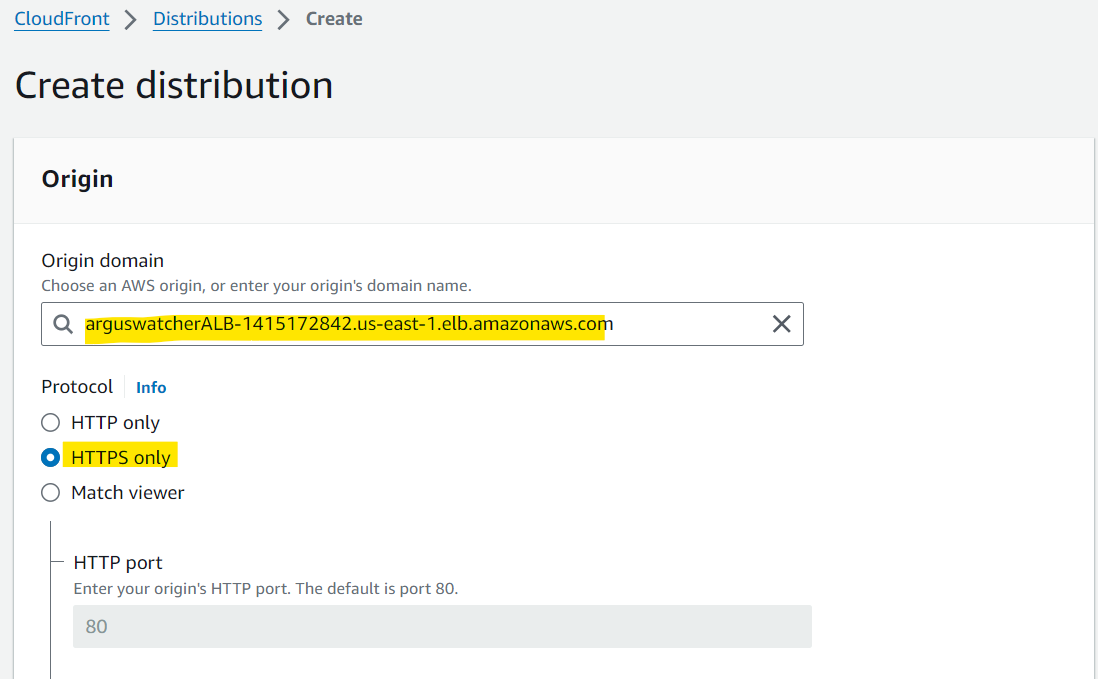 CloudFront > Distributions > Create
Create distribution
Origin
Origin domain
Choose an AWS origin, or enter your origin's domain name.
arguswatcherALB-1415172842.us-east-1.elb.amazonaws.com
Protocol Info
HTTP only
HTTPS only
Match viewer
HTTP port
Enter your origin's HTTP port. The default is port 80.
80